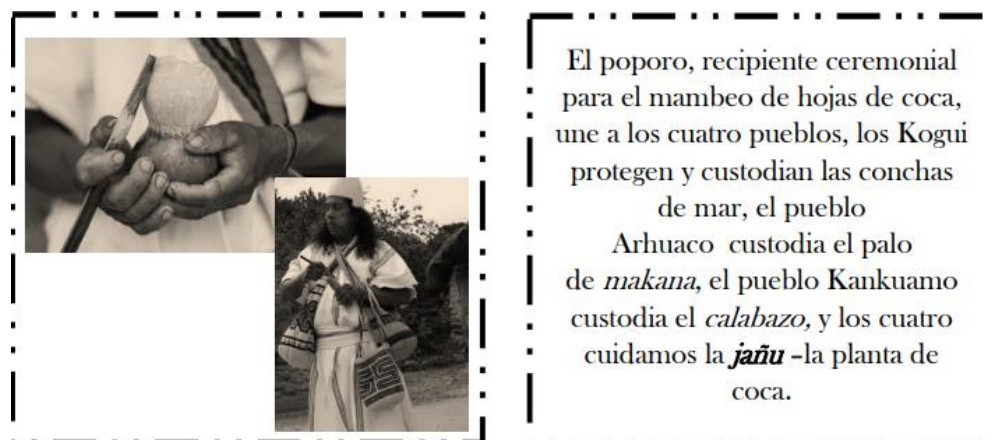 El poporo, recipiente ceremonial
para el mambeo de hojas de coca,
une a los cuatro pueblos, los Kogui
protegen y custodian las conchas
de mar, el pueblo
Arhuaco  custodia el palo
de makana, el pueblo Kankuamo
custodia el calabazo, y los cuatro
cuidamos la jañu –la planta de
coca.